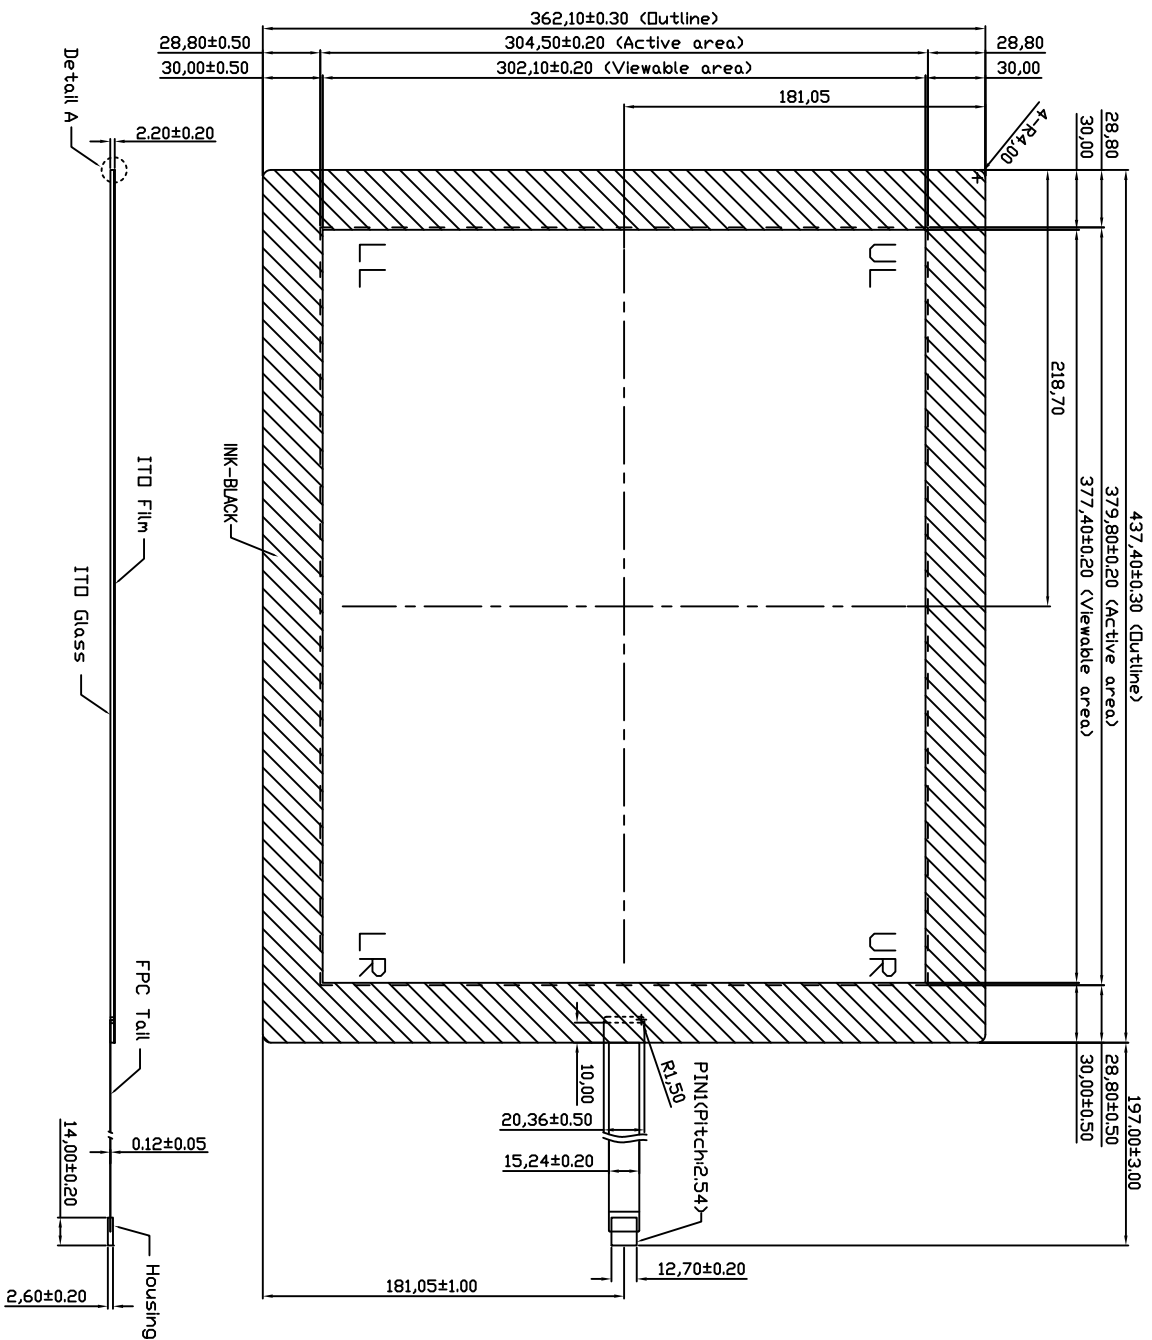 362,10±0.30 (Outline)
28,80±0.50
304,50±0.20 (Active area)
28,80
30,00±0.50
302,10±0.20 (Viewable area)
30,00
181,05
4-R4,00
28,80
30,00
218,70
437,40±0.30 (Outline)
379,80±0.20 (Active area)
377,40±0.20 (Viewable area)
197.00±3.00
28,80±0.50
30,00±0.50
UL
LL
UR
LR
INK-BLACK
10,00
R1,50
PIN1(Pitch:2.54)
20,36±0.50
15,24±0.20
12,70±0.20
181,05±1.00
Detail A
2.20±0.20
ITO Film
ITO Glass
FPC Tail
0.12±0.05
14,00±0.20
Housing
2,60±0.20